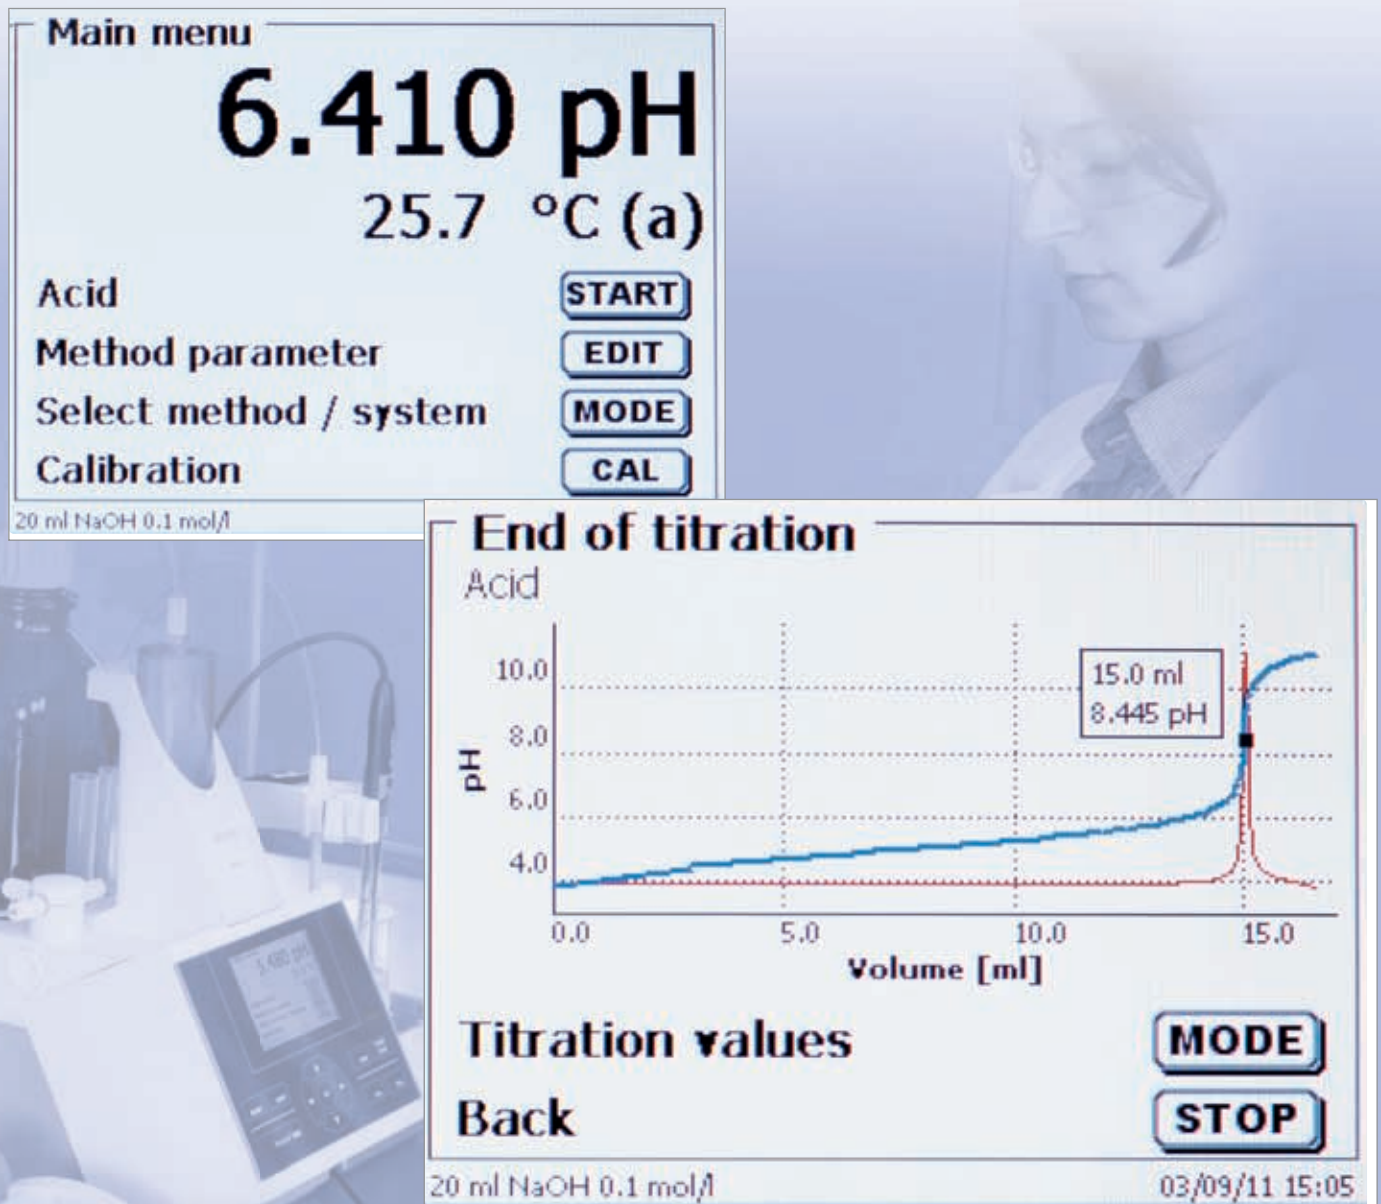 Main menu
6.410 pH
25.7 °C (a)
Acid START
Method parameter EDIT
Select method / system MODE
Calibration CAL
20 ml NaOH 0.1 mol/l
End of titration
Acid
15.0 ml
8.445 pH
10.0
8.0
6.0
4.0
pH
0.0 5.0 10.0 15.0
Volume [ml]
Titration values MODE
Back STOP
20 ml NaOH 0.1 mol/l 03/09/11 15:05